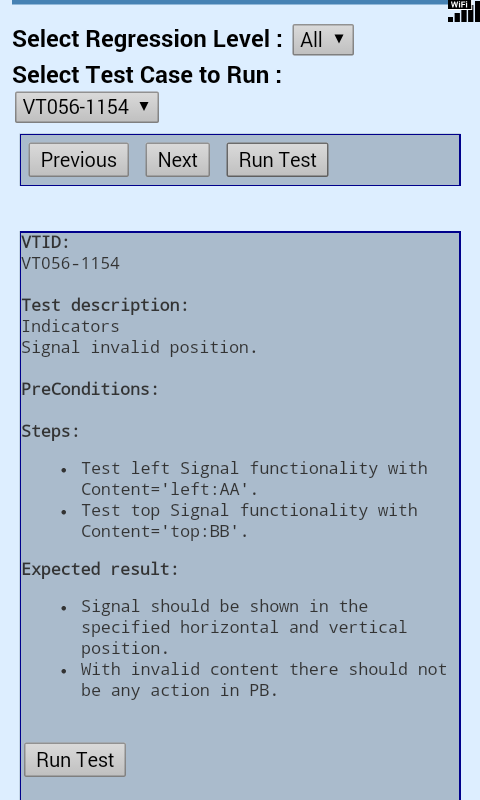 WiFi
Select Regression Level : All
Select Test Case to Run :
VT056-1154
Previous Next Run Test
VTID:
VT056-1154
Test description:
Indicators
Signal invalid position.
PreConditions:
Steps:
• Test left Signal functionality with
Content='left:AA'.
• Test top Signal functionality with
Content='top:BB'.
Expected result:
• Signal should be shown in the
specified horizontal and vertical
position.
• With invalid content there should not
be any action in PB.
Run Test